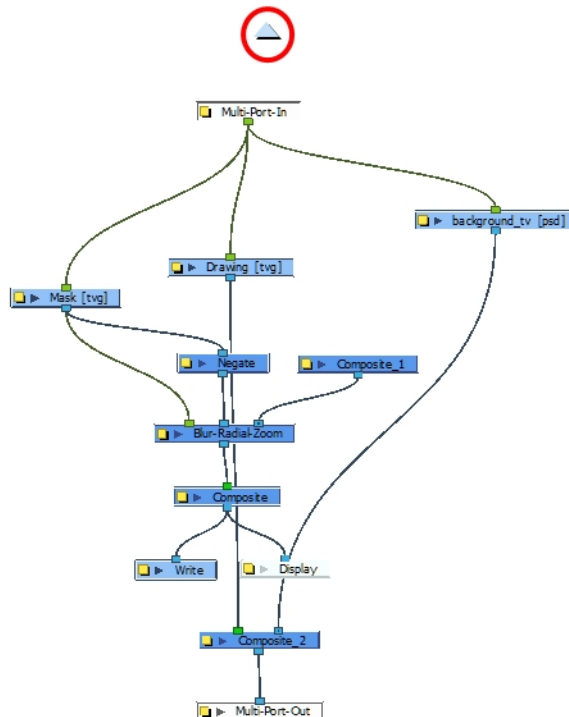 Multi-Port-In
background_tv [psd]
Drawing [tvg]
Mask [tvg]
Negate
Composite_1
Blur-Radial-Zoom
Composite
Write
Display
Composite_2
Multi-Port-Out